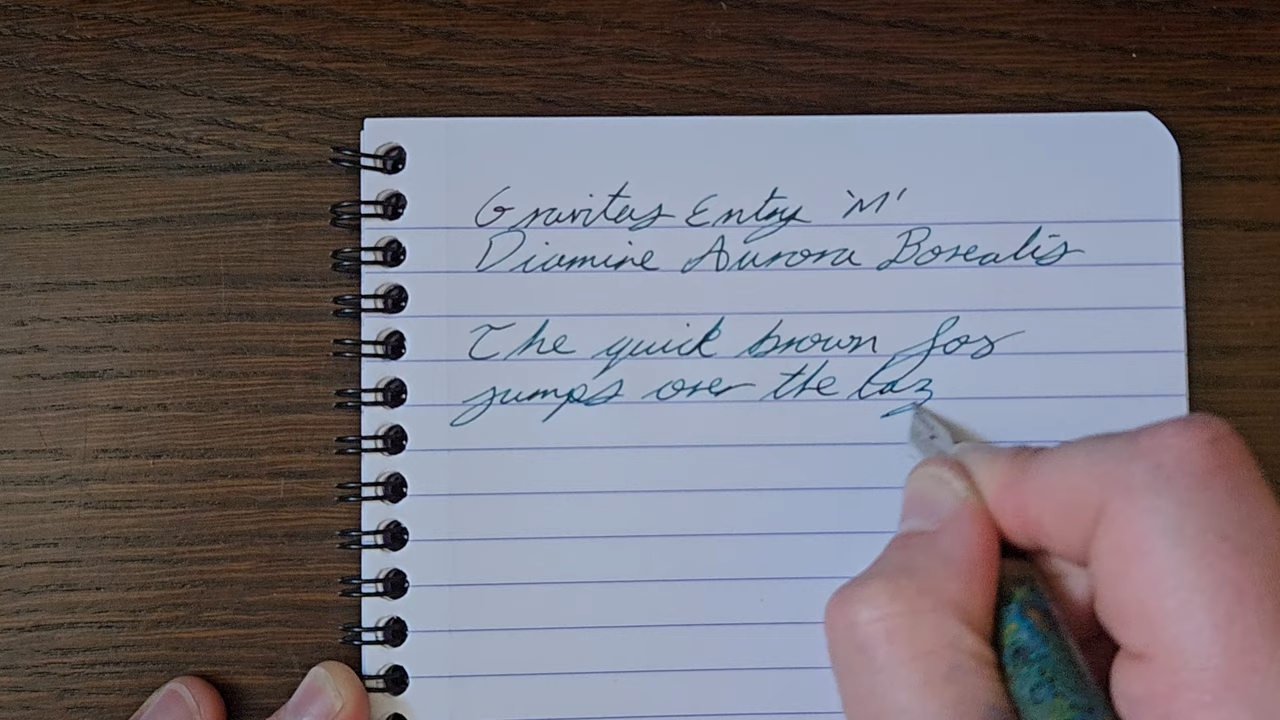 Gravitas Entry 'M'
Diamine Aurora Borealis
The quick brown fox
jumps over the laz